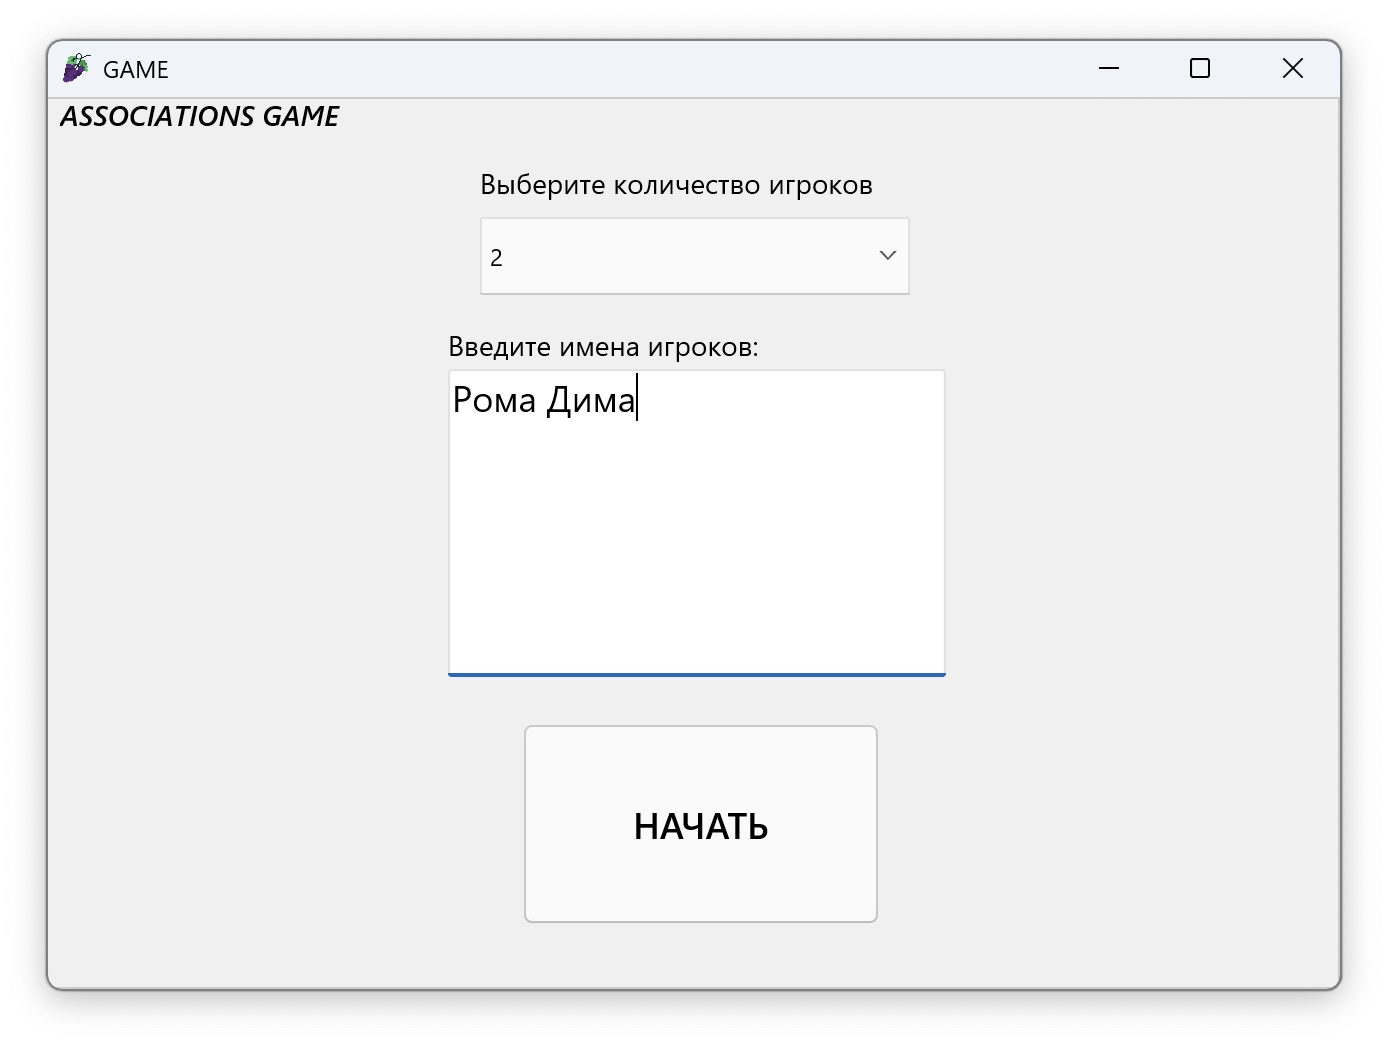 GAME
ASSOCIATIONS GAME
Выберите количество игроков
2
Введите имена игроков:
Рома Дима
НАЧАТЬ